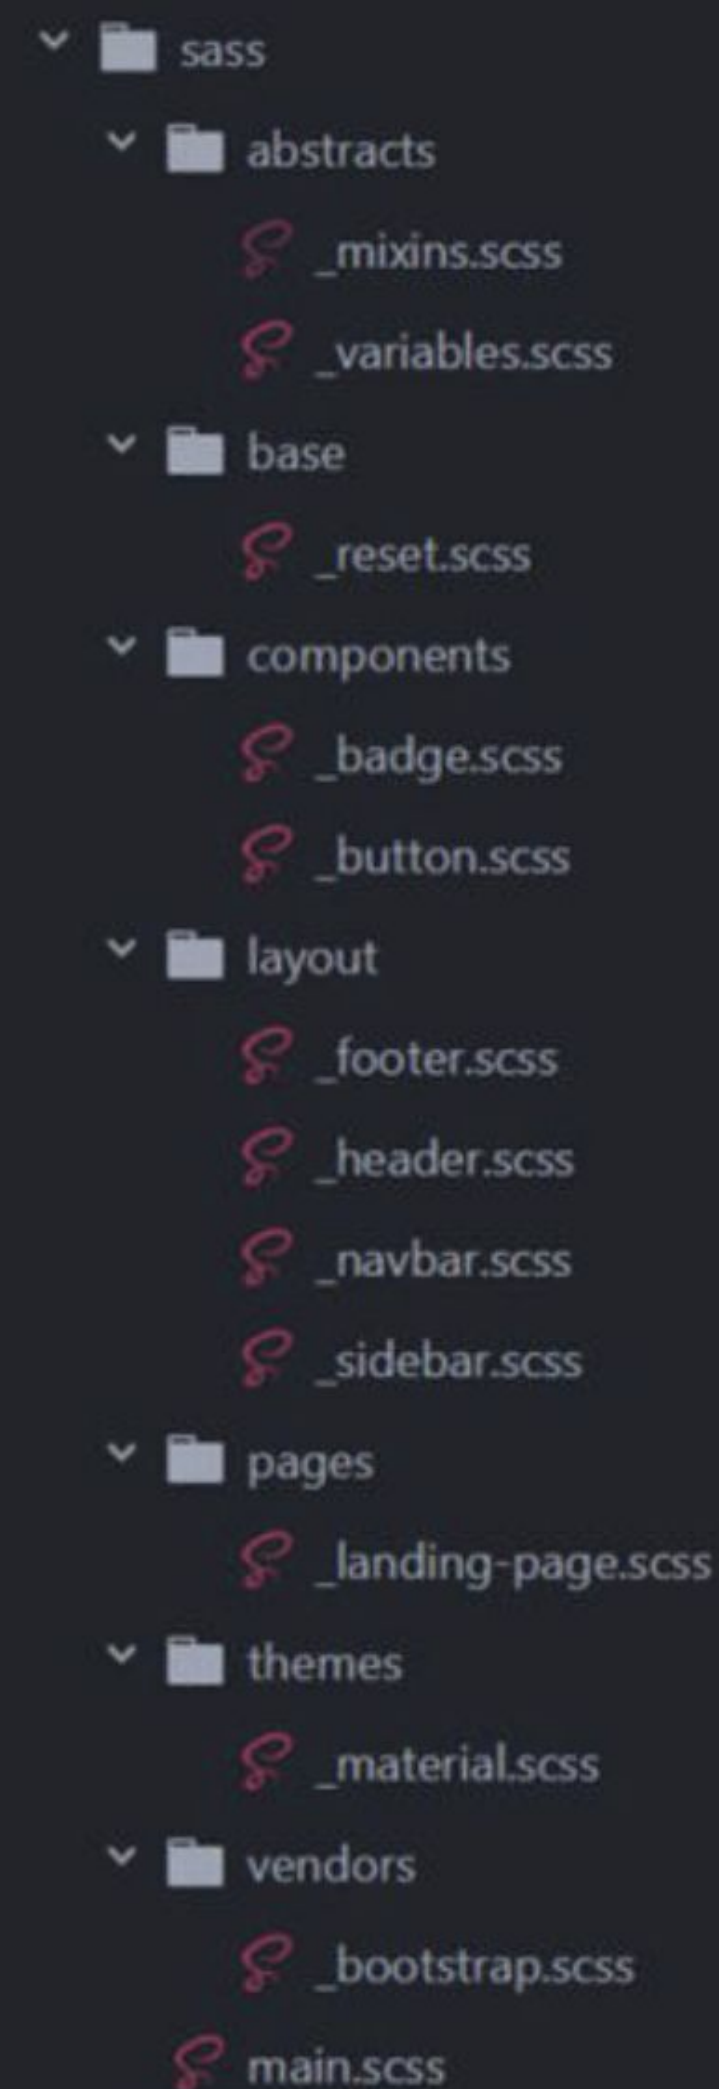 sass
abstracts
_mixins.scss
_variables.scss
base
_reset.scss
components
_badge.scss
_button.scss
layout
_footer.scss
_header.scss
_navbar.scss
_sidebar.scss
pages
_landing-page.scss
themes
_material.scss
vendors
_bootstrap.scss
main.scss